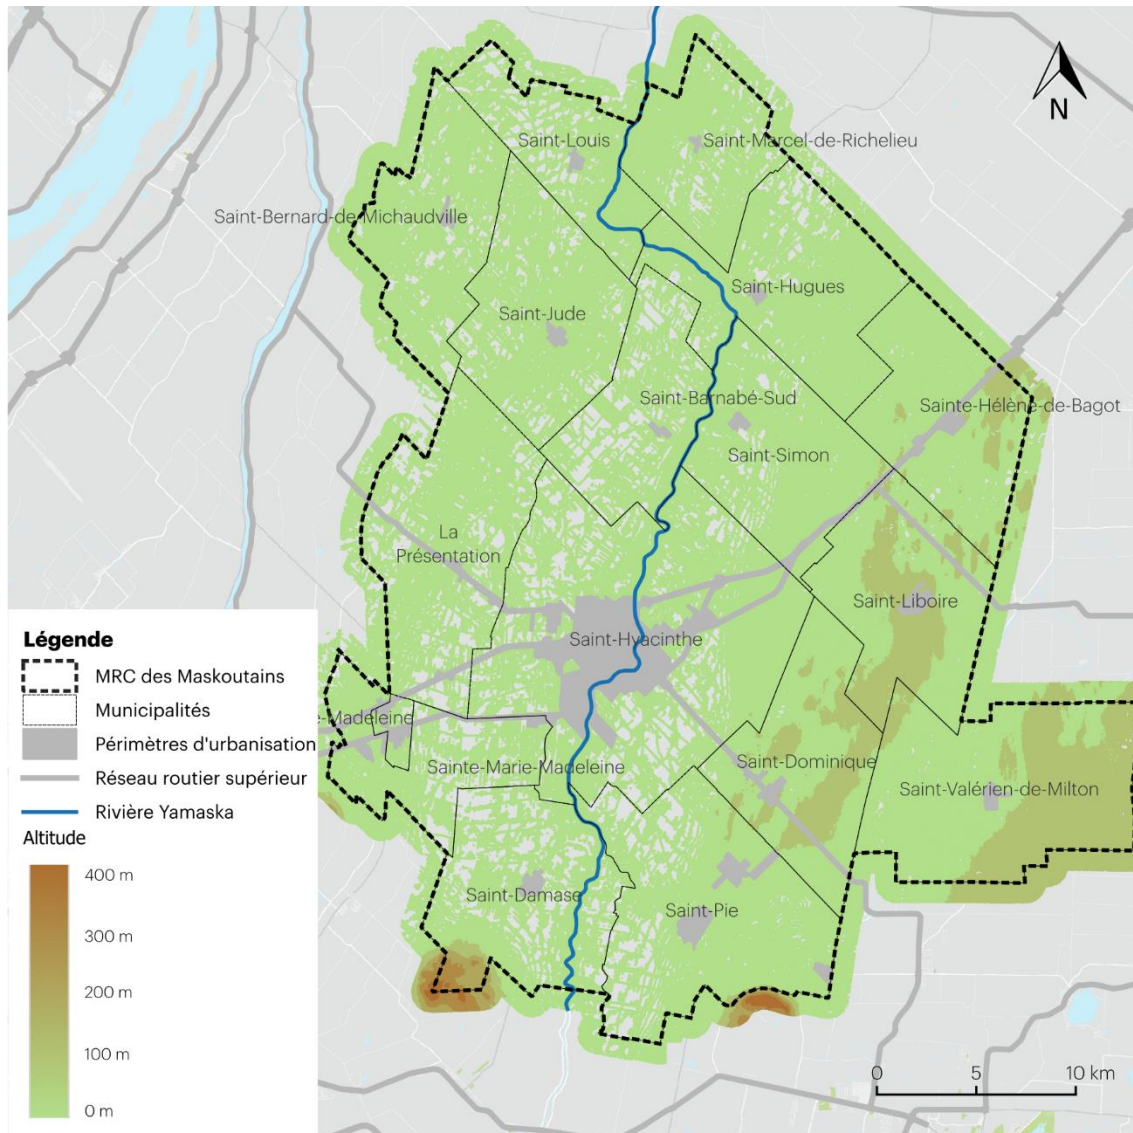 N
Saint-Louis
Saint-Marcel-de-Richelieu
Saint-Bernard-de-Michaudville
Saint-Hugues
Saint-Jude
Saint-Barnabé-Sud
Sainte-Hélène-de-Bagot
Saint-Simon
La
Présentation
Saint-Liboire
Saint-Hyacinthe
e-Madeleine
Sainte-Marie-Madeleine
Saint-Dominique
Saint-Valérien-de-Milton
Saint-Damase
Saint-Pie
Légende
MRC des Maskoutains
Municipalités
Périmètres d'urbanisation
Réseau routier supérieur
Rivière Yamaska
Altitude
400 m
300 m
200 m
100 m
0 m
0 5 10 km